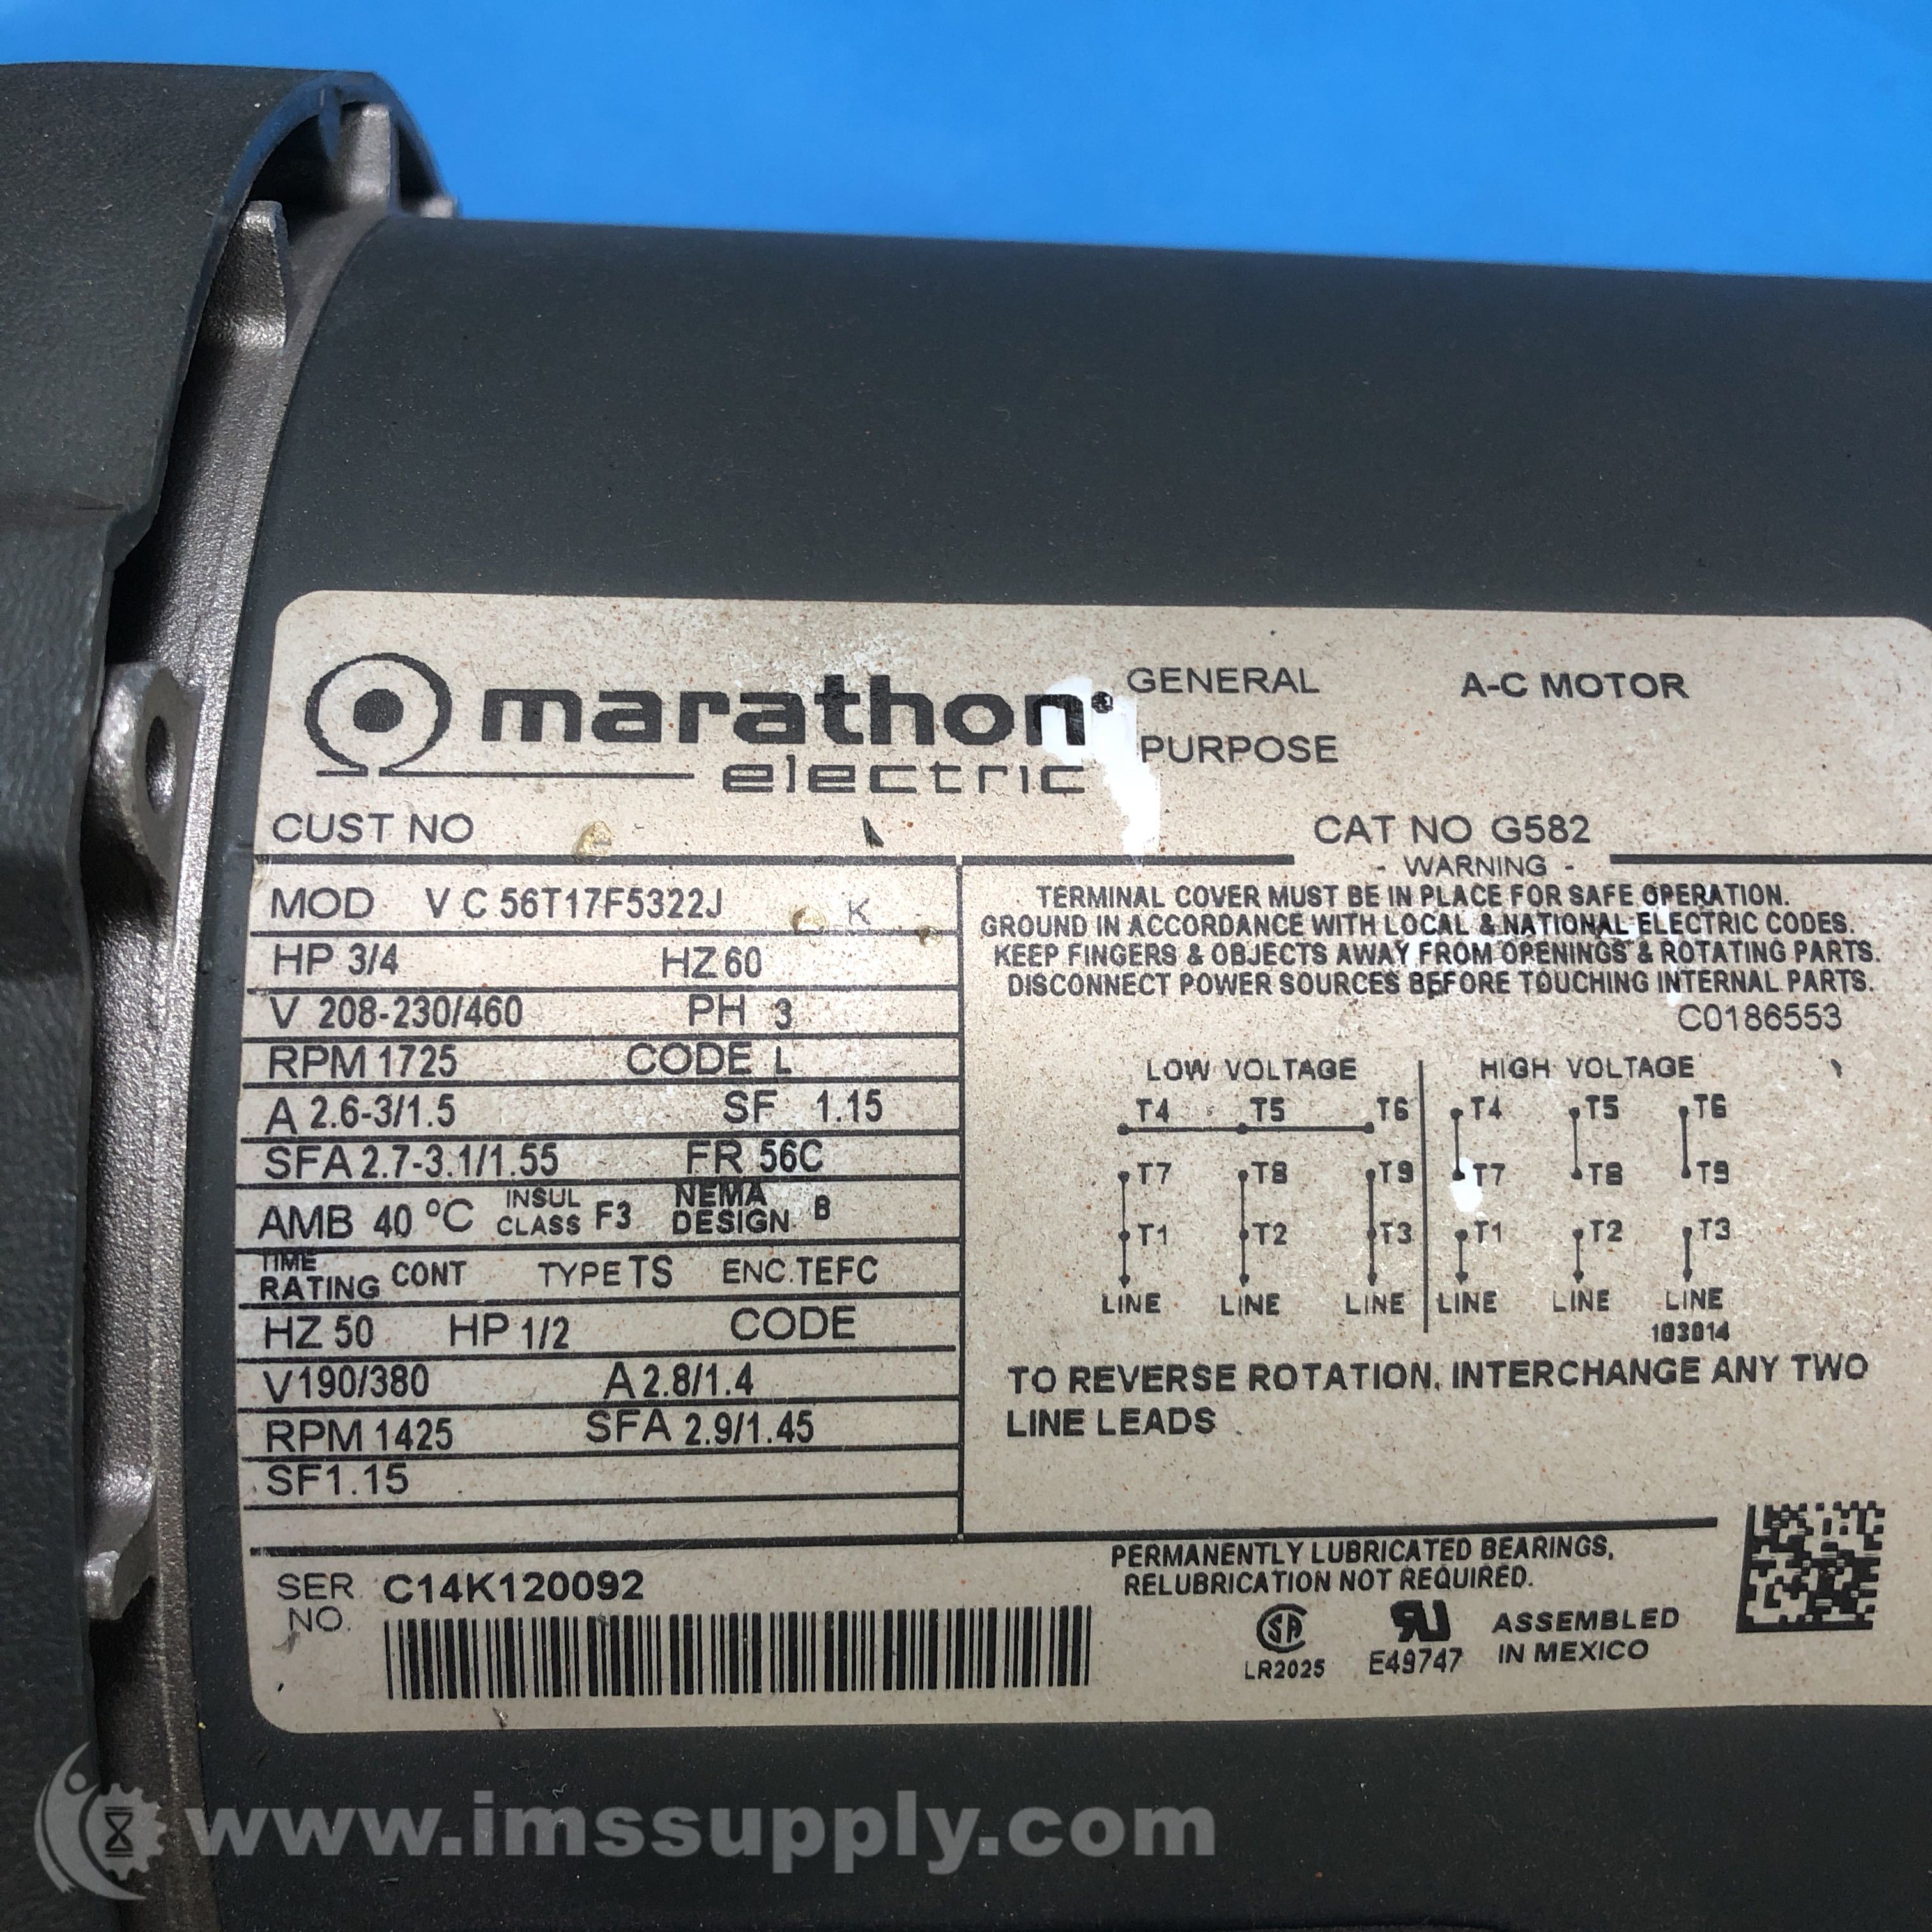 marathon®
electric
GENERAL
PURPOSE
A-C MOTOR
CUST NO
CAT NO G582
MOD V C 56T17F5322J K
HP 3/4 HZ 60
V 208-230/460 PH 3
RPM 1725 CODE L
A 2.6-3/1.5 SF 1.15
SFA 2.7-3.1/1.55 FR 56C
AMB 40 °C INSUL CLASS F3 NEMA DESIGN B
TIME RATING CONT TYPE TS ENC. TEFC
HZ 50 HP 1/2 CODE
V 190/380 A 2.8/1.4
RPM 1425 SFA 2.9/1.45
SF 1.15
- WARNING -
TERMINAL COVER MUST BE IN PLACE FOR SAFE OPERATION.
GROUND IN ACCORDANCE WITH LOCAL & NATIONAL ELECTRIC CODES.
KEEP FINGERS & OBJECTS AWAY FROM OPENINGS & ROTATING PARTS.
DISCONNECT POWER SOURCES BEFORE TOUCHING INTERNAL PARTS.
C0186553
LOW VOLTAGE HIGH VOLTAGE
T4 T5 T6 T4 T5 T6
T7 T8 T9 T7 T8 T9
T1 T2 T3 T1 T2 T3
LINE LINE LINE LINE LINE LINE
103014
TO REVERSE ROTATION, INTERCHANGE ANY TWO
LINE LEADS
SER NO. C14K120092
PERMANENTLY LUBRICATED BEARINGS,
RELUBRICATION NOT REQUIRED.
SA
LR2025
RU
E49747
ASSEMBLED
IN MEXICO
www.imssupply.com